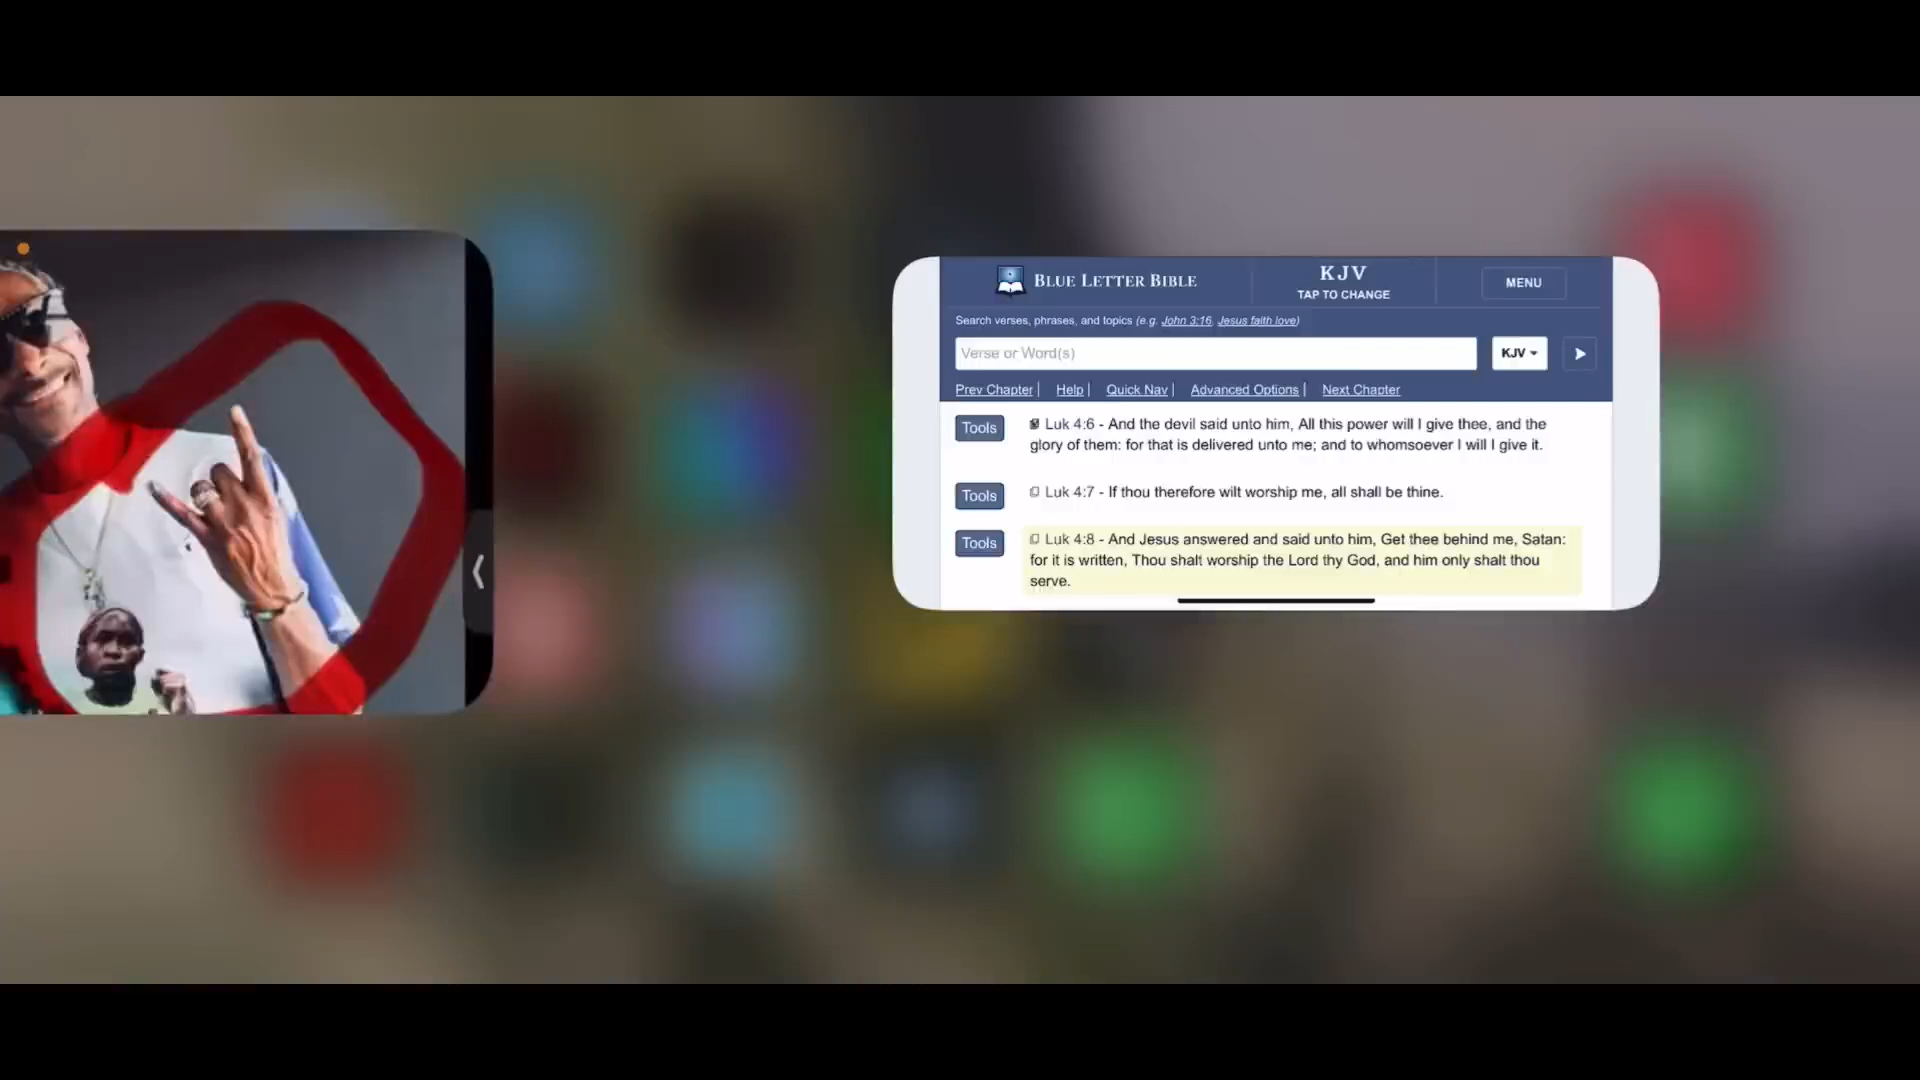 BLUE LETTER BIBLE
KJV
TAP TO CHANGE
MENU
Search verses, phrases, and topics (e.g. John 3:16, Jesus faith love)
Verse or Word(s)
KJV
Prev Chapter | Help | Quick Nav | Advanced Options | Next Chapter
Tools
Luk 4:6 - And the devil said unto him, All this power will I give thee, and the
glory of them: for that is delivered unto me; and to whomsoever I will I give it.
Tools
Luk 4:7 - If thou therefore wilt worship me, all shall be thine.
Tools
Luk 4:8 - And Jesus answered and said unto him, Get thee behind me, Satan:
for it is written, Thou shalt worship the Lord thy God, and him only shalt thou
serve.